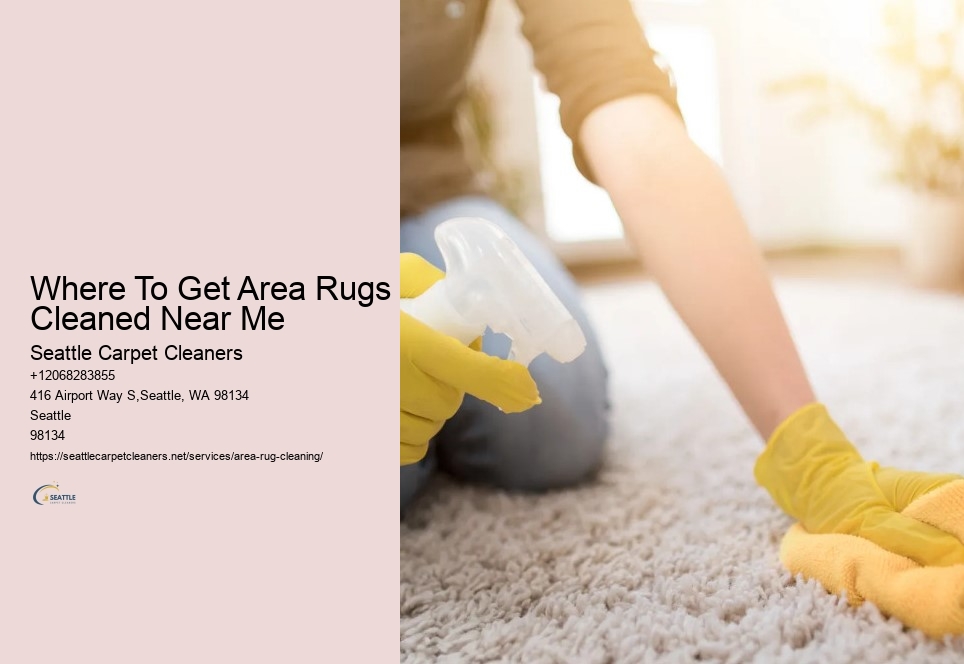 Where To Get Area Rugs
Cleaned Near Me
Seattle Carpet Cleaners
+12068283855
416 Airport Way S,Seattle, WA 98134
Seattle
98134
https://seattlecarpetcleaners.net/services/area-rug-cleaning/
SEATTLE